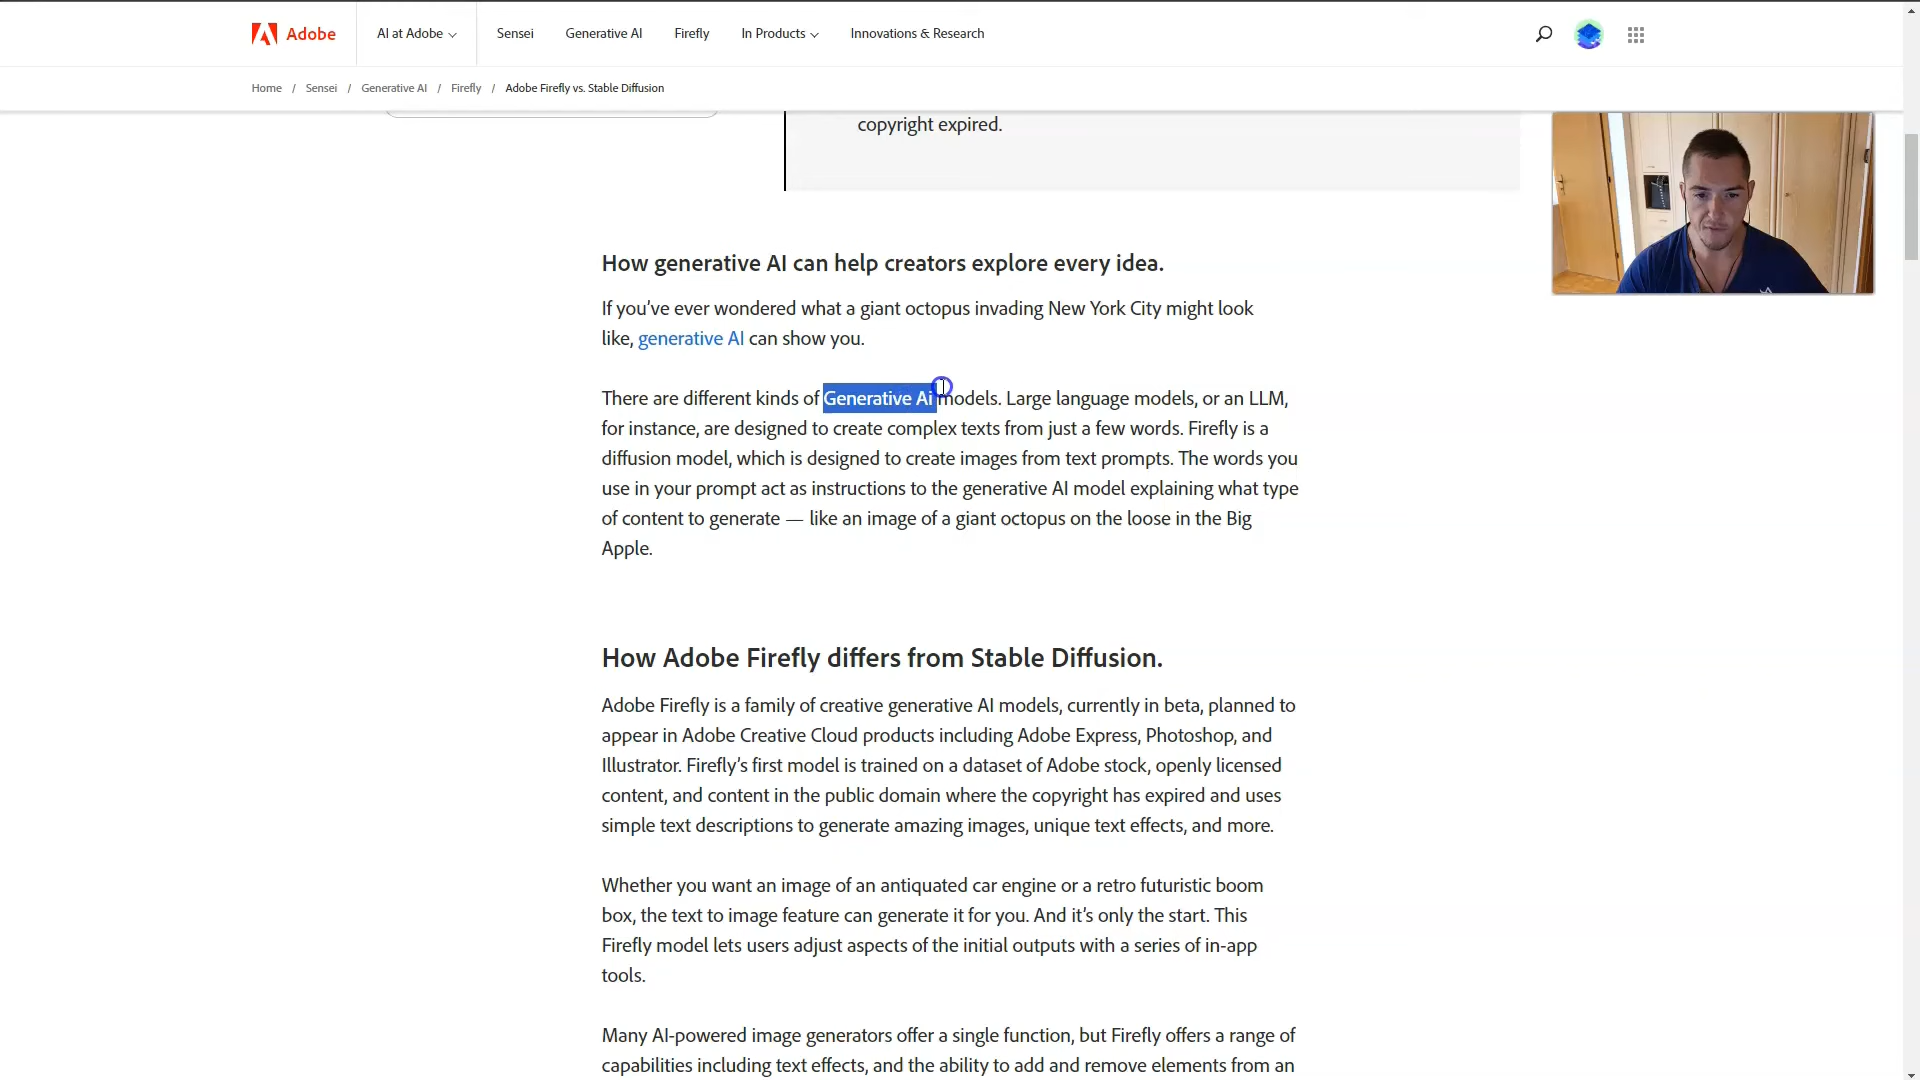 Adobe
AI at Adobe
Sensei
Generative AI
Firefly
In Products
Innovations & Research
Home / Sensei / Generative AI / Firefly / Adobe Firefly vs. Stable Diffusion
copyright expired.
How generative AI can help creators explore every idea.
If you’ve ever wondered what a giant octopus invading New York City might look
like, generative AI can show you.
There are different kinds of Generative Ai models. Large language models, or an LLM,
for instance, are designed to create complex texts from just a few words. Firefly is a
diffusion model, which is designed to create images from text prompts. The words you
use in your prompt act as instructions to the generative AI model explaining what type
of content to generate — like an image of a giant octopus on the loose in the Big
Apple.
How Adobe Firefly differs from Stable Diffusion.
Adobe Firefly is a family of creative generative AI models, currently in beta, planned to
appear in Adobe Creative Cloud products including Adobe Express, Photoshop, and
Illustrator. Firefly’s first model is trained on a dataset of Adobe stock, openly licensed
content, and content in the public domain where the copyright has expired and uses
simple text descriptions to generate amazing images, unique text effects, and more.
Whether you want an image of an antiquated car engine or a retro futuristic boom
box, the text to image feature can generate it for you. And it’s only the start. This
Firefly model lets users adjust aspects of the initial outputs with a series of in-app
tools.
Many AI-powered image generators offer a single function, but Firefly offers a range of
capabilities including text effects, and the ability to add and remove elements from an